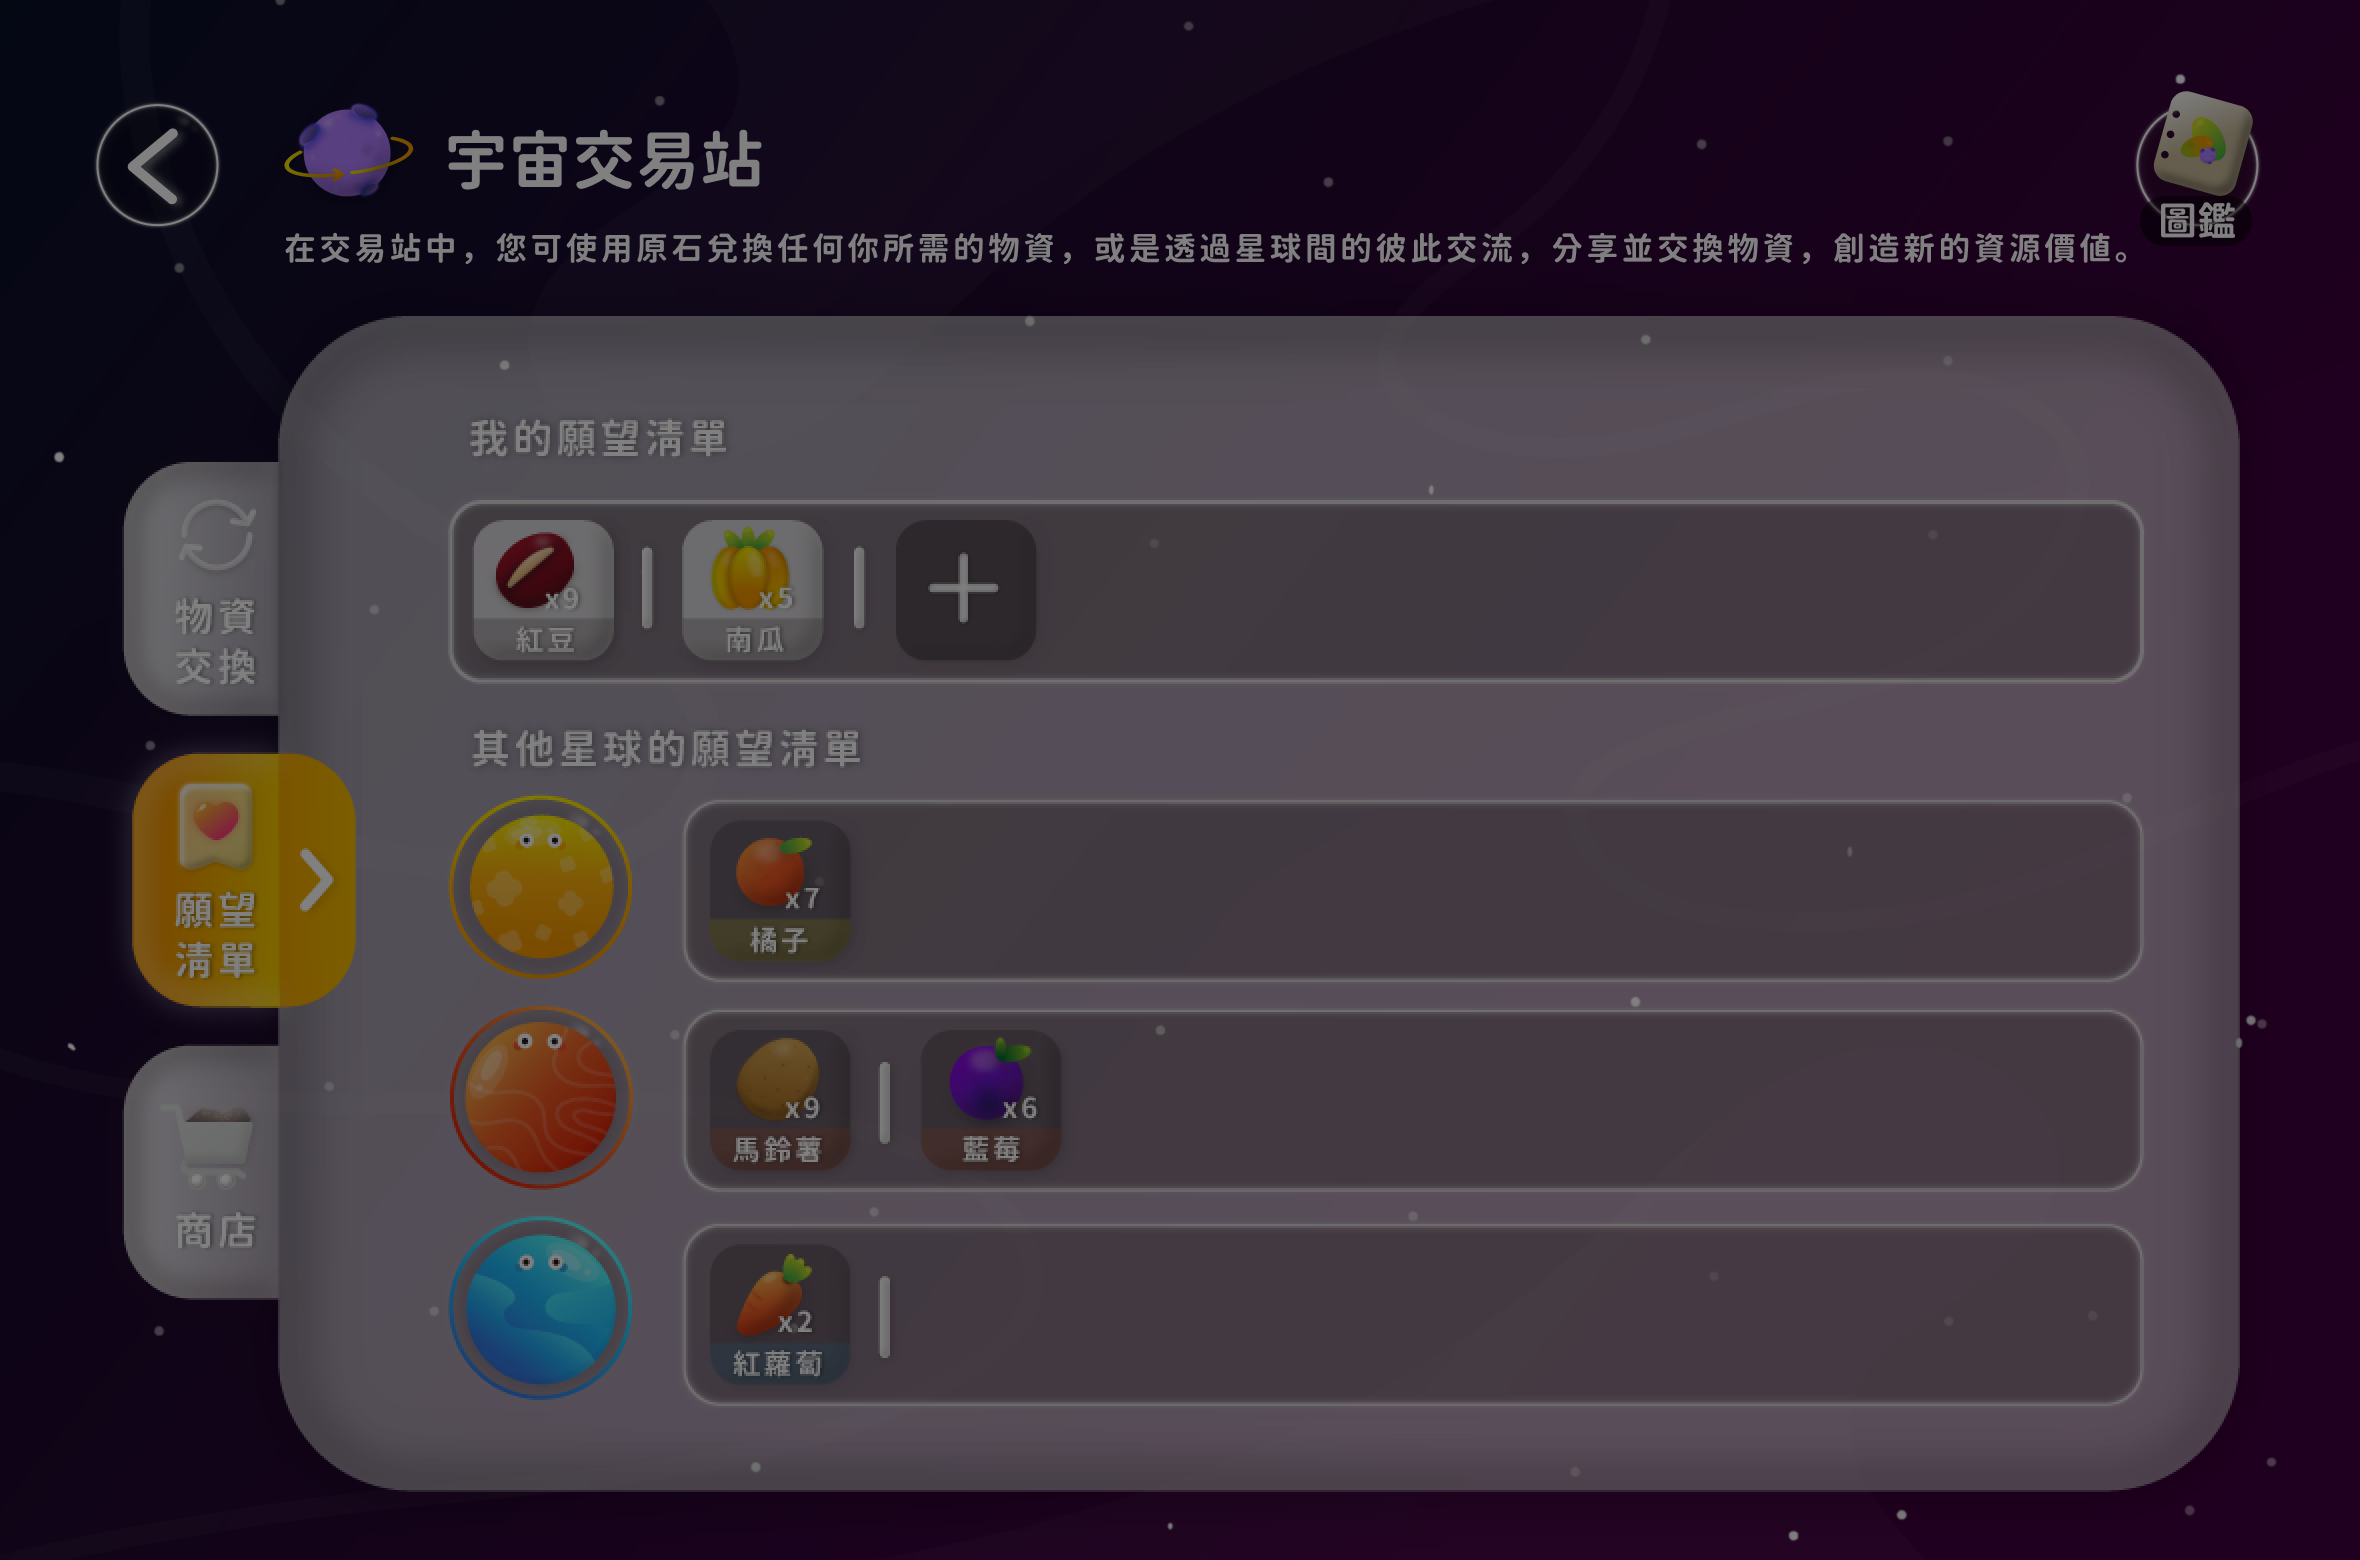 宇宙交易站
圖鑑
在交易站中，您可使用原石兌換任何你所需的物資，或是透過星球間的彼此交流，分享並交換物資，創造新的資源價值。
物資
交換
願望
清單
商店
我的願望清單
x9
紅豆
x5
南瓜
其他星球的願望清單
x7
橘子
x9
馬鈴薯
x6
藍莓
x2
紅蘿蔔